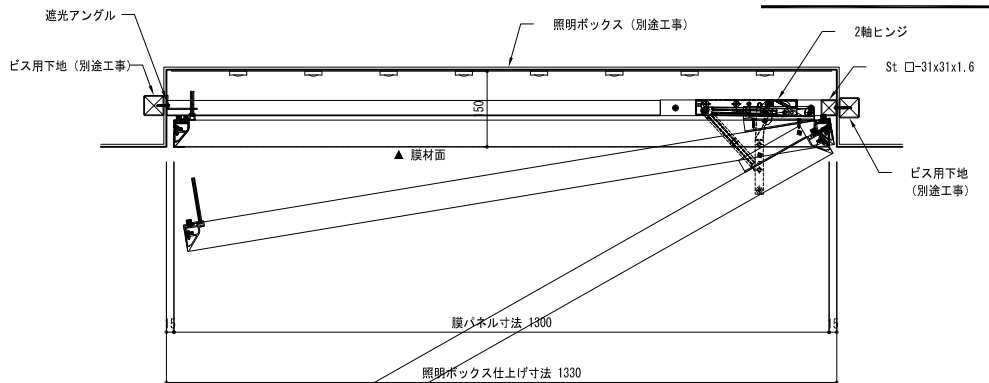 遮光アングル
照明ボックス（別途工事）
2軸ヒンジ
ビス用下地（別途工事）
St □-31x31x1.6
150
▲ 膜材面
ビス用下地
（別途工事）
15
膜パネル寸法 1300
15
照明ボックス仕上げ寸法 1330